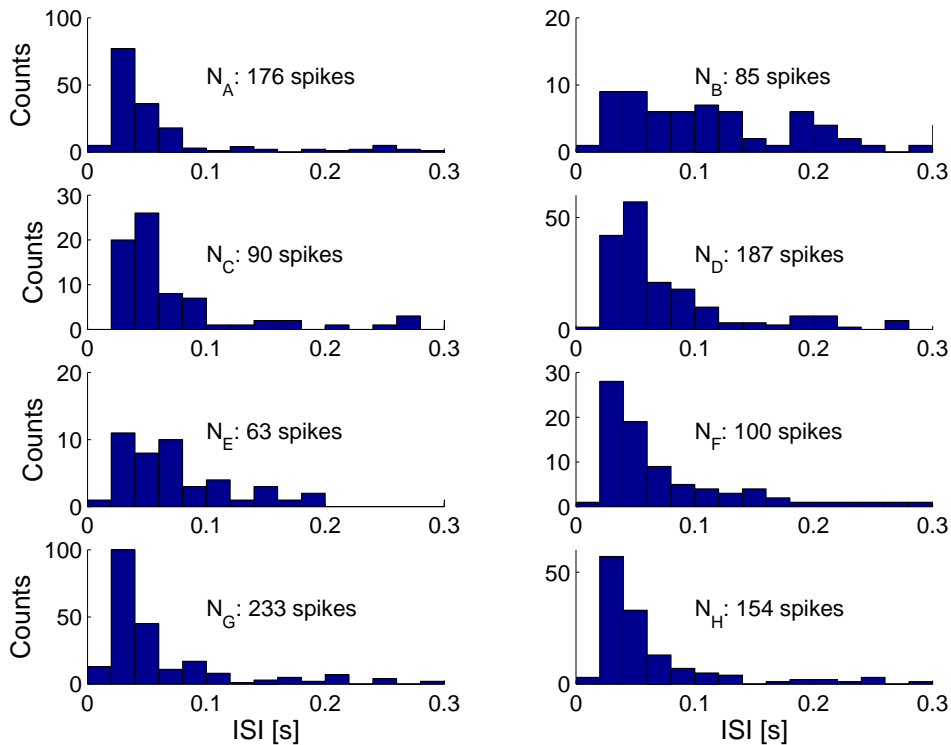 100
50
0
Counts
N_A: 176 spikes
0 0.1 0.2 0.3
20
10
0
N_B: 85 spikes
0 0.1 0.2 0.3
30
20
10
0
Counts
N_C: 90 spikes
0 0.1 0.2 0.3
50
0
N_D: 187 spikes
0 0.1 0.2 0.3
20
10
0
Counts
N_E: 63 spikes
0 0.1 0.2 0.3
30
20
10
0
N_F: 100 spikes
0 0.1 0.2 0.3
100
50
0
Counts
N_G: 233 spikes
0 0.1 0.2 0.3
ISI [s]
50
0
N_H: 154 spikes
0 0.1 0.2 0.3
ISI [s]